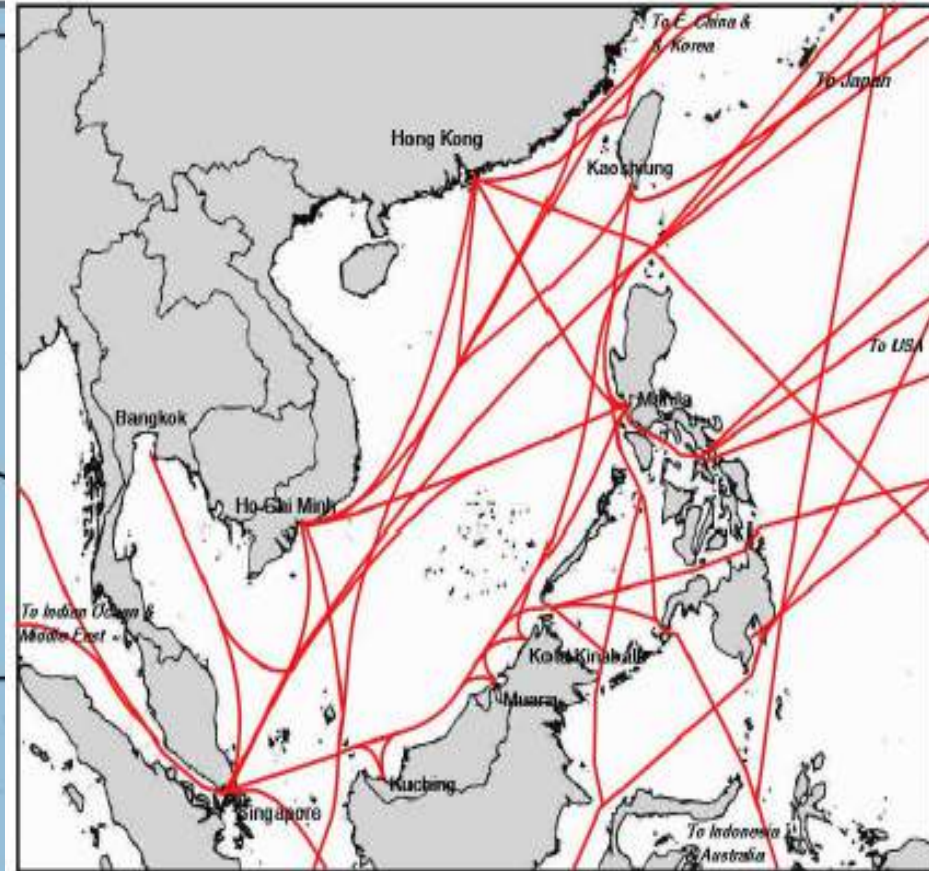 To E. China &
S. Korea
To Japan
Hong Kong
Kaoshiung
To USA
Manila
Bangkok
Ho Chi Minh
To Indian Ocean &
Middle East
Kota Kinabalu
Muara
Kuching
Singapore
To Indonesia
& Australia